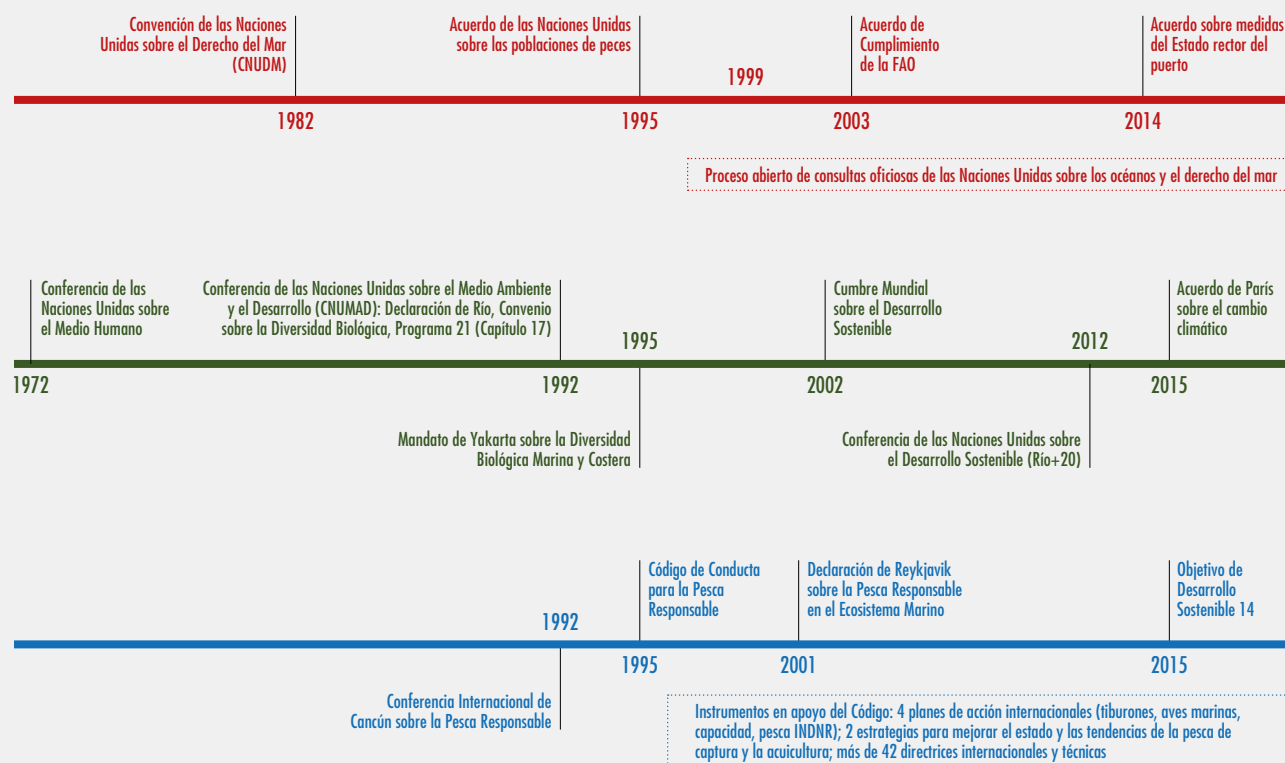 Convención de las Naciones
Unidas sobre el Derecho del Mar
(CNUDM)
Acuerdo de las Naciones Unidas
sobre las poblaciones de peces
Acuerdo de
Cumplimiento
de la FAO
Acuerdo sobre medidas
del Estado rector del
puerto
1999
1982
1995
2003
2014
Proceso abierto de consultas oficiosas de las Naciones Unidas sobre los océanos y el derecho del mar
Conferencia de las
Naciones Unidas sobre
el Medio Humano
Conferencia de las Naciones Unidas sobre el Medio Ambiente
y el Desarrollo (CNUMAD): Declaración de Río, Convenio
sobre la Diversidad Biológica, Programa 21 (Capítulo 17)
Cumbre Mundial
sobre el Desarrollo
Sostenible
Acuerdo de París
sobre el cambio
climático
1995
2012
1972
1992
2002
2015
Mandato de Yakarta sobre la Diversidad
Biológica Marina y Costera
Conferencia de las Naciones Unidas sobre
el Desarrollo Sostenible (Río+20)
Código de Conducta
para la Pesca
Responsable
Declaración de Reykjavik
sobre la Pesca Responsable
en el Ecosistema Marino
Objetivo de
Desarrollo
Sostenible 14
1992
1995
2001
2015
Conferencia Internacional de
Cancún sobre la Pesca Responsable
Instrumentos en apoyo del Código: 4 planes de acción internacionales (tiburones, aves marinas,
capacidad, pesca INDNR); 2 estrategias para mejorar el estado y las tendencias de la pesca de
captura y la acuicultura; más de 42 directrices internacionales y técnicas